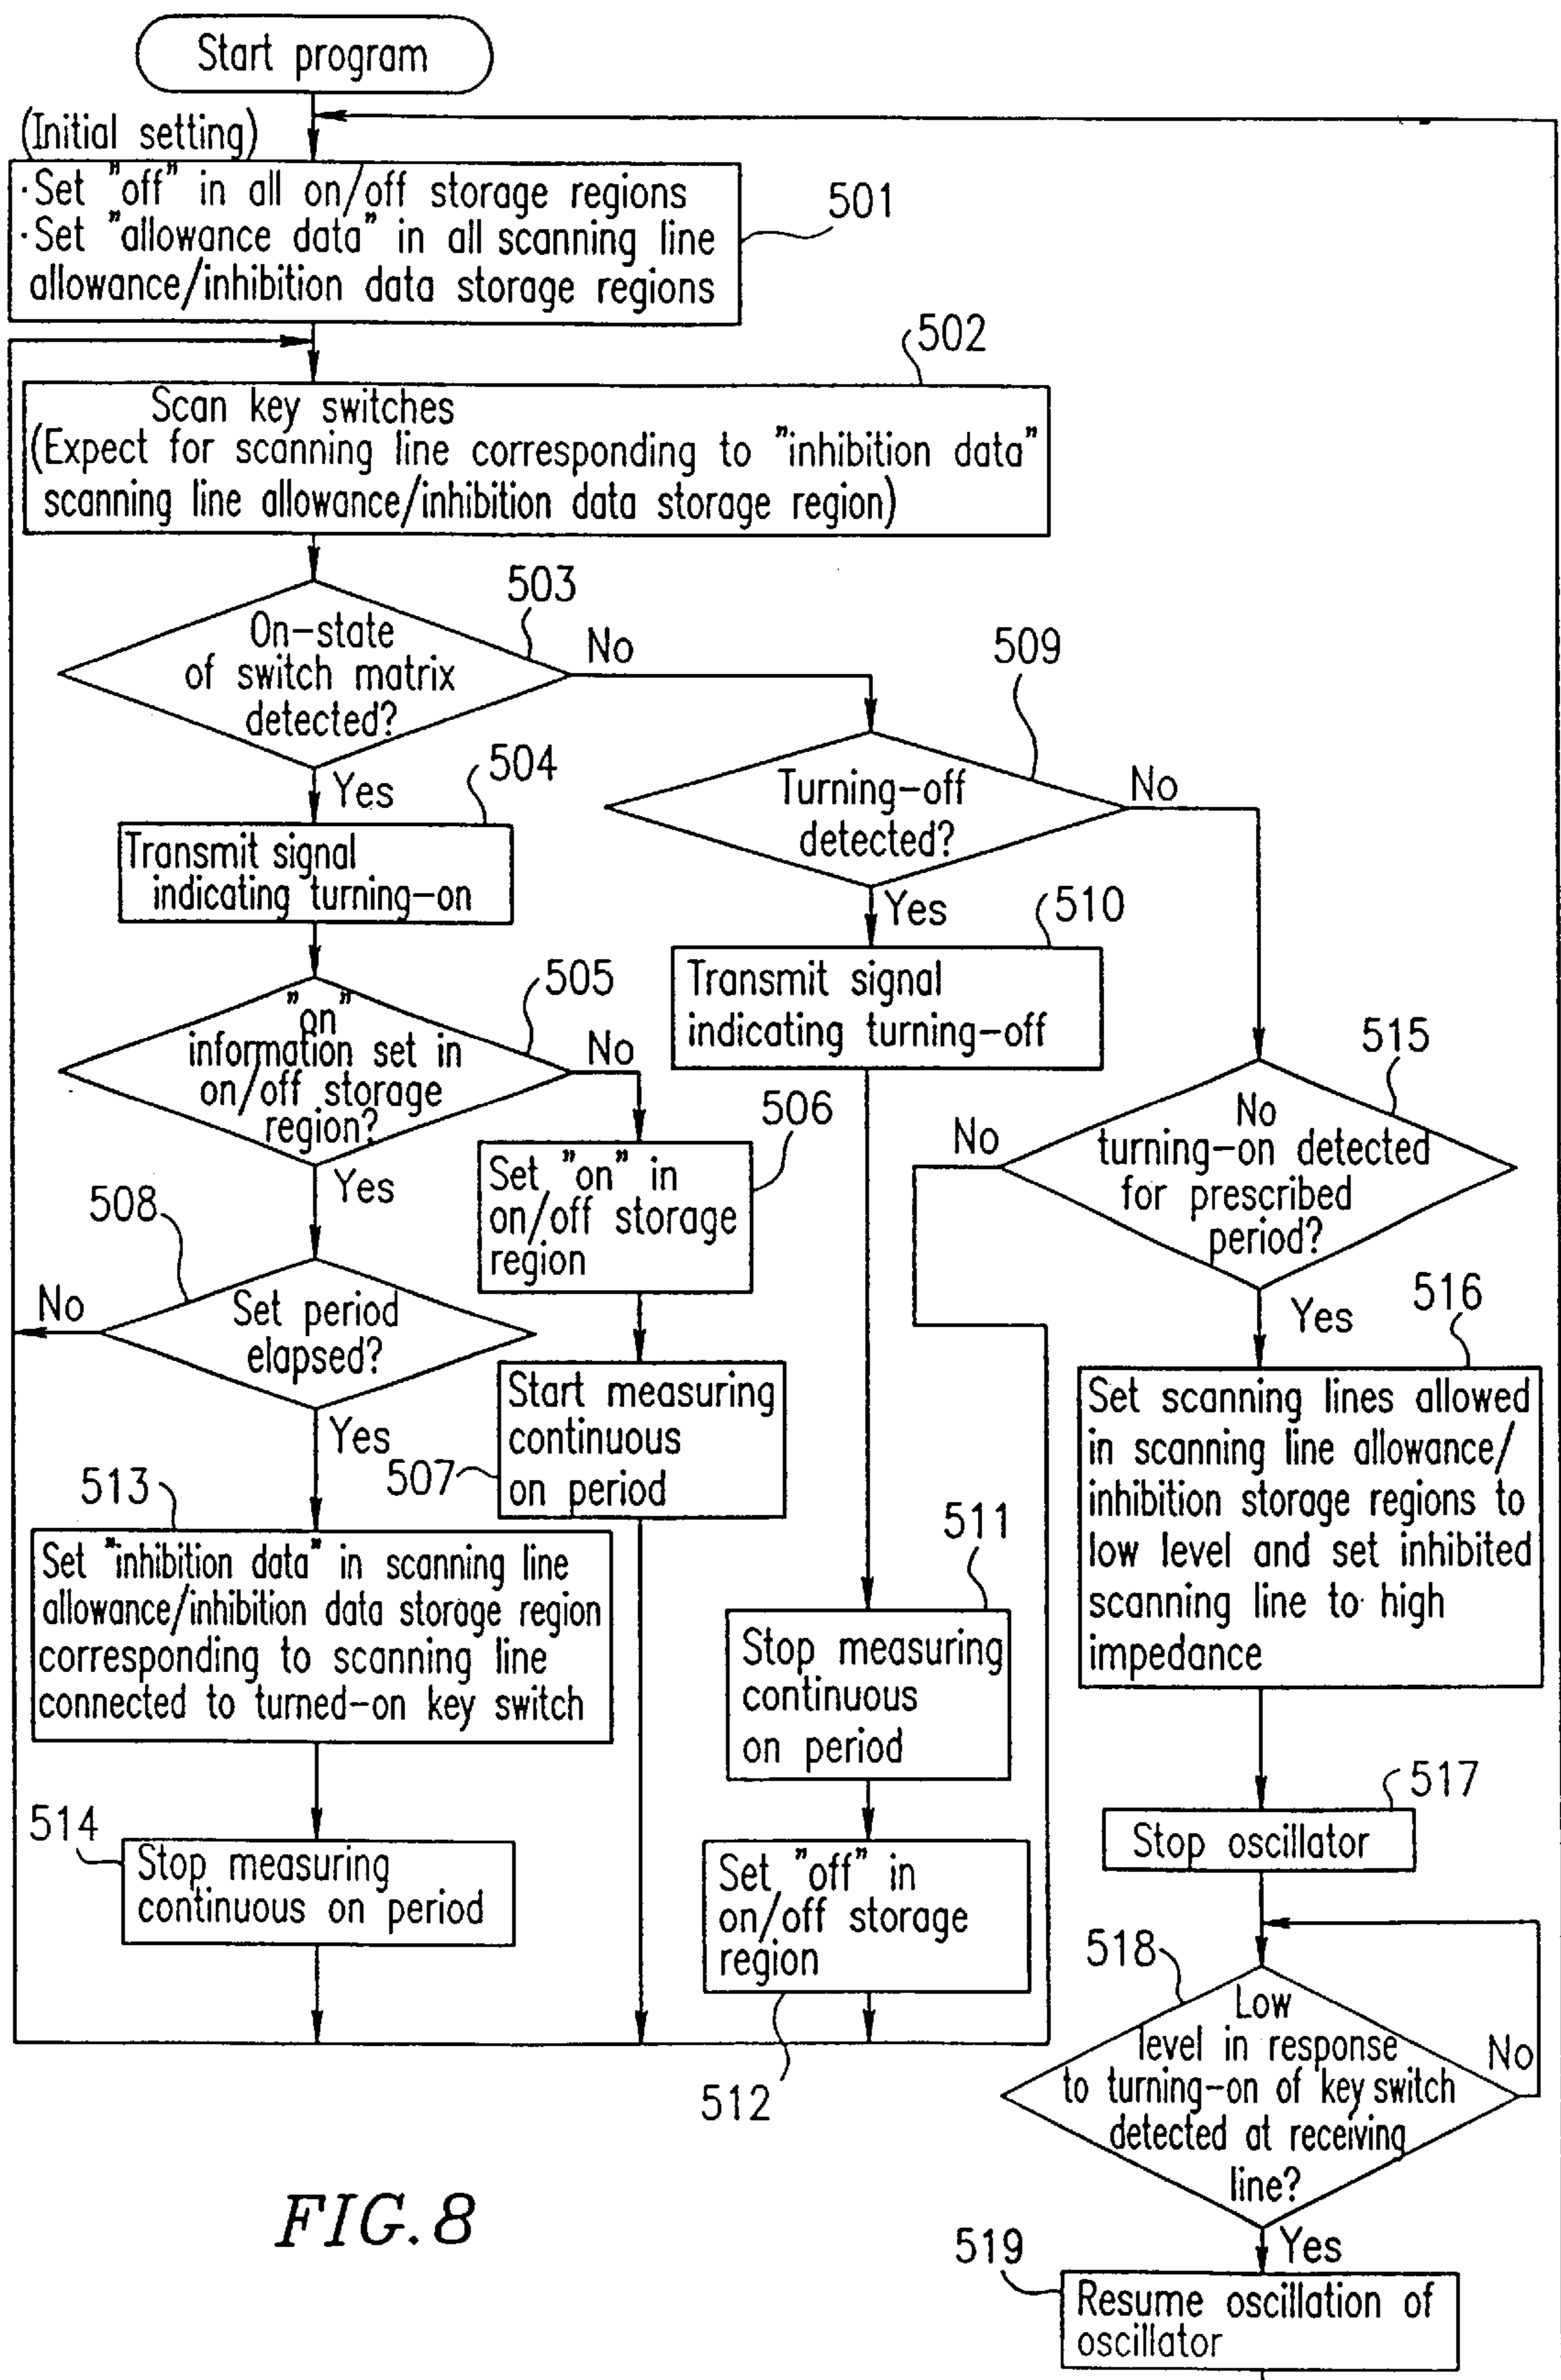 Start program
(Initial setting)
·Set "off" in all on/off storage regions
·Set "allowance data" in all scanning line
allowance/inhibition data storage regions
501
502
Scan key switches
(Expect for scanning line corresponding to "inhibition data"
scanning line allowance/inhibition data storage region)
503
On-state
of switch matrix
detected?
No
Yes
504
Transmit signal
indicating turning-on
509
Turning-off
detected?
No
Yes
510
Transmit signal
indicating turning-off
505
"on"
information set in
on/off storage
region?
No
Yes
506
Set "on" in
on/off storage
region
508
Set period
elapsed?
No
Yes
507
Start measuring
continuous
on period
513
Set "inhibition data" in scanning line
allowance/inhibition data storage region
corresponding to scanning line
connected to turned-on key switch
514
Stop measuring
continuous on period
511
Stop measuring
continuous
on period
Set "off" in
on/off storage
region
512
515
No
turning-on detected
for prescribed
period?
No
Yes
516
Set scanning lines allowed
in scanning line allowance/
inhibition storage regions to
low level and set inhibited
scanning line to high
impedance
517
Stop oscillator
518
Low
level in response
to turning-on of key switch
detected at receiving
line?
No
Yes
519
Resume oscillation of
oscillator
FIG.8